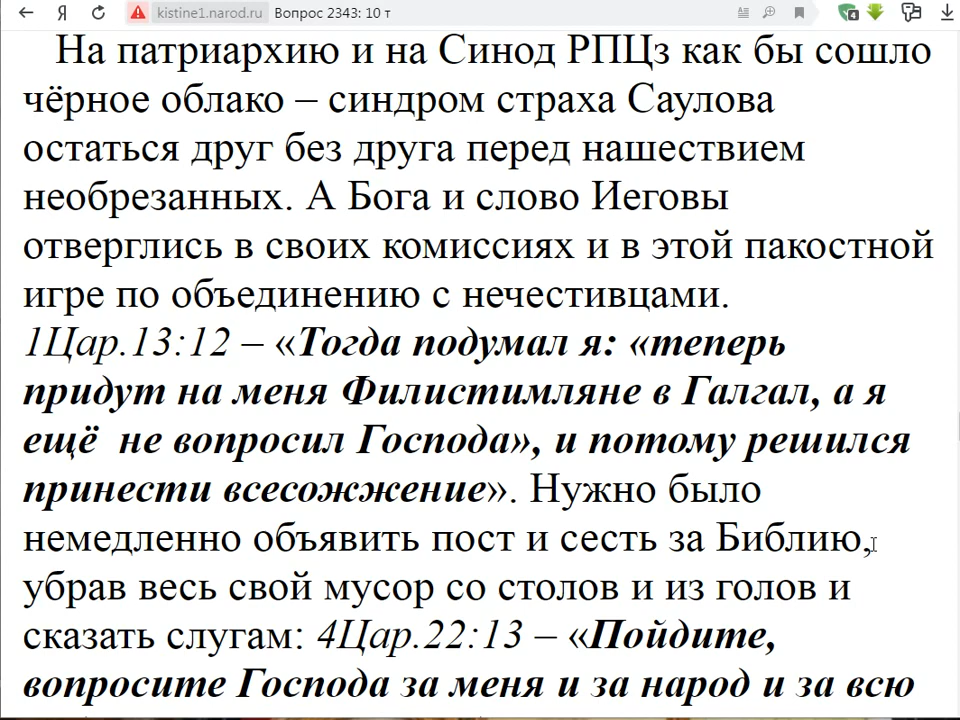 kistine1.narod.ru Вопрос 2343: 10 т
На патриархию и на Синод РПЦз как бы сошло
чёрное облако – синдром страха Саулова
остаться друг без друга перед нашествием
необрезанных. А Бога и слово Иеговы
отверглись в своих комиссиях и в этой пакостной
игре по объединению с нечестивцами.
1Цар.13:12 – «Тогда подумал я: «теперь
придут на меня Филистимляне в Галгал, а я
ещё не вопросил Господа», и потому решился
принести всесожжение». Нужно было
немедленно объявить пост и сесть за Библию,
убрав весь свой мусор со столов и из голов и
сказать слугам: 4Цар.22:13 – «Пойдите,
вопросите Господа за меня и за народ и за всю